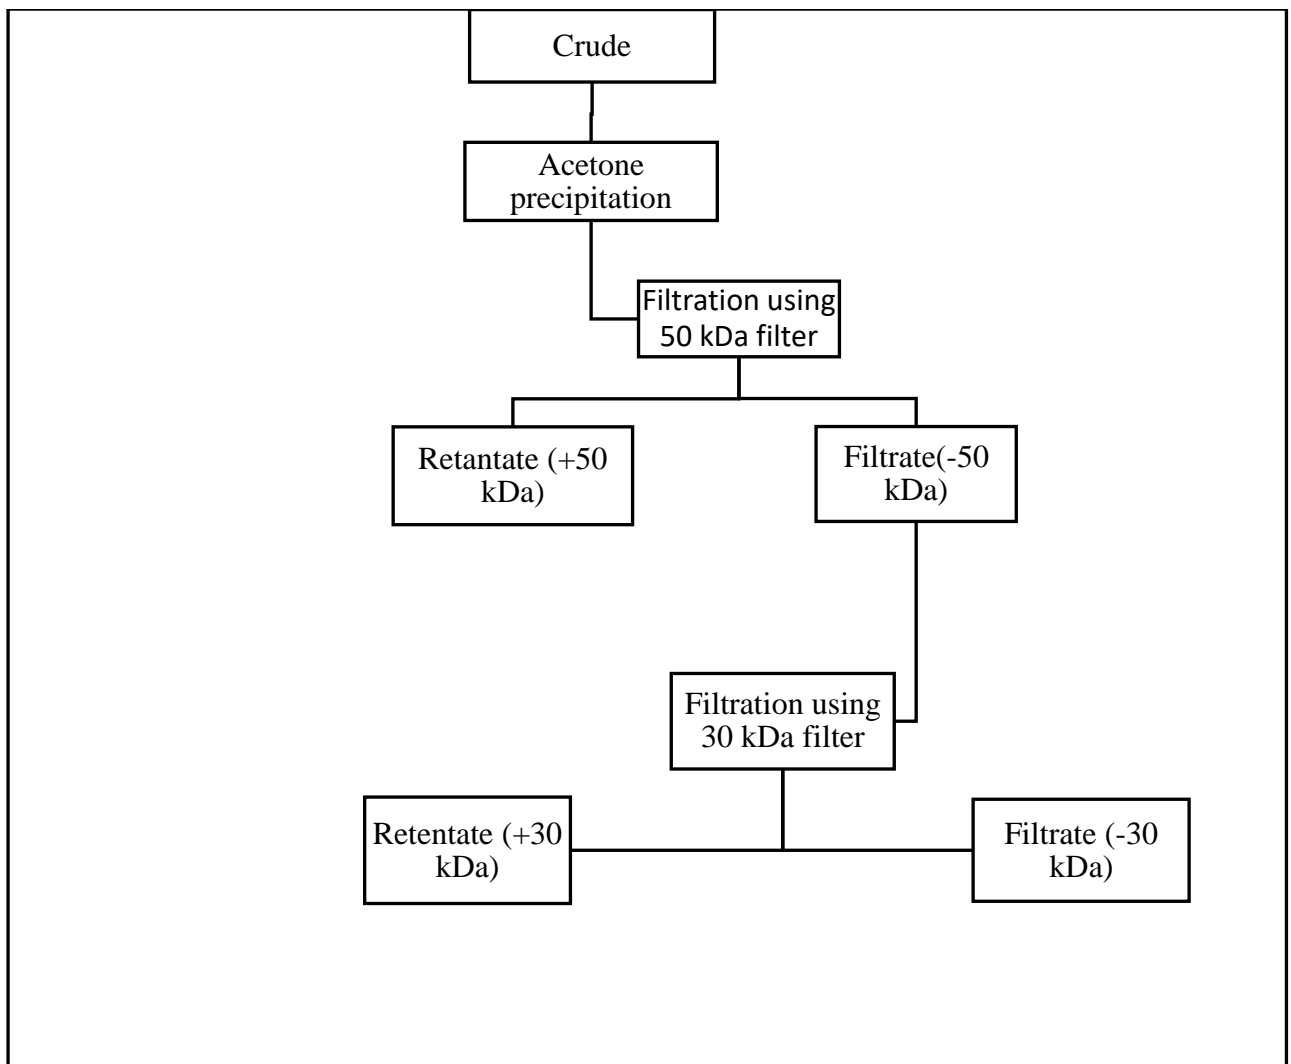 Crude
Acetone
precipitation
Filtration using
50 kDa filter
Retantate (+50
kDa)
Filtrate(-50
kDa)
Filtration using
30 kDa filter
Retentate (+30
kDa)
Filtrate (-30
kDa)